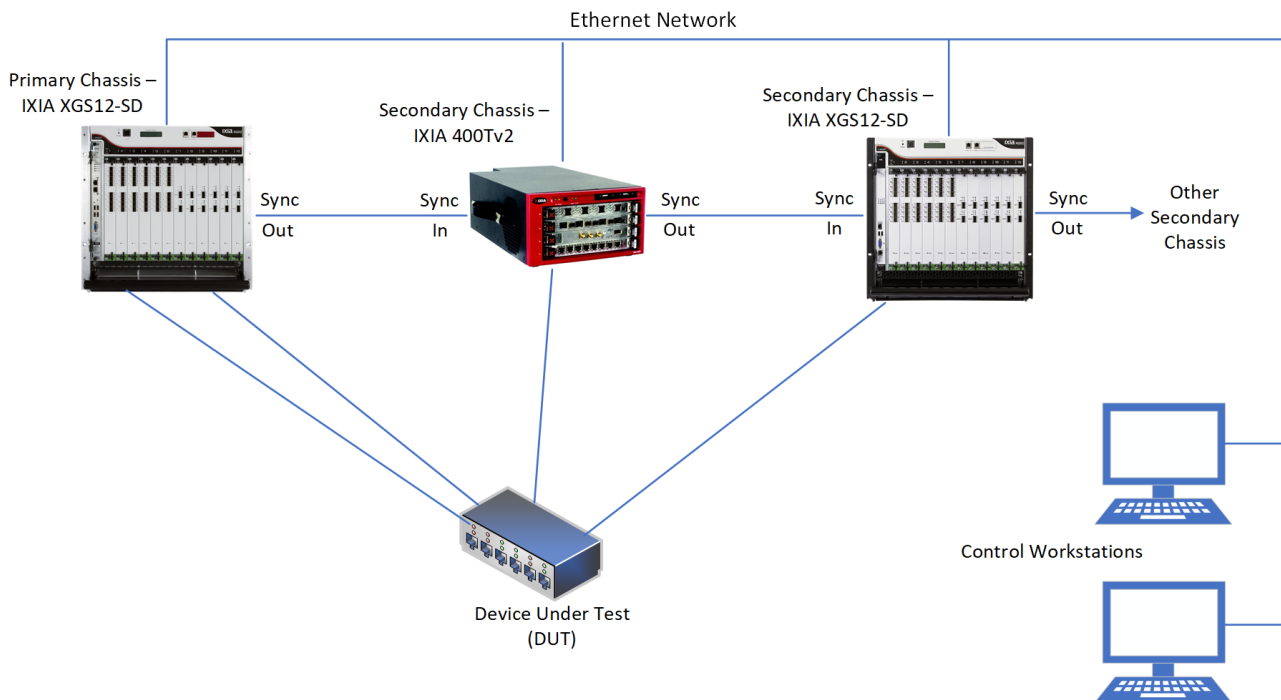 Ethernet Network
Primary Chassis –
IXIA XGS12-SD
Secondary Chassis –
IXIA 400Tv2
Secondary Chassis –
IXIA XGS12-SD
Sync
Out
Sync
In
Sync
Out
Sync
In
Sync
Out
Other
Secondary
Chassis
Control Workstations
Device Under Test
(DUT)